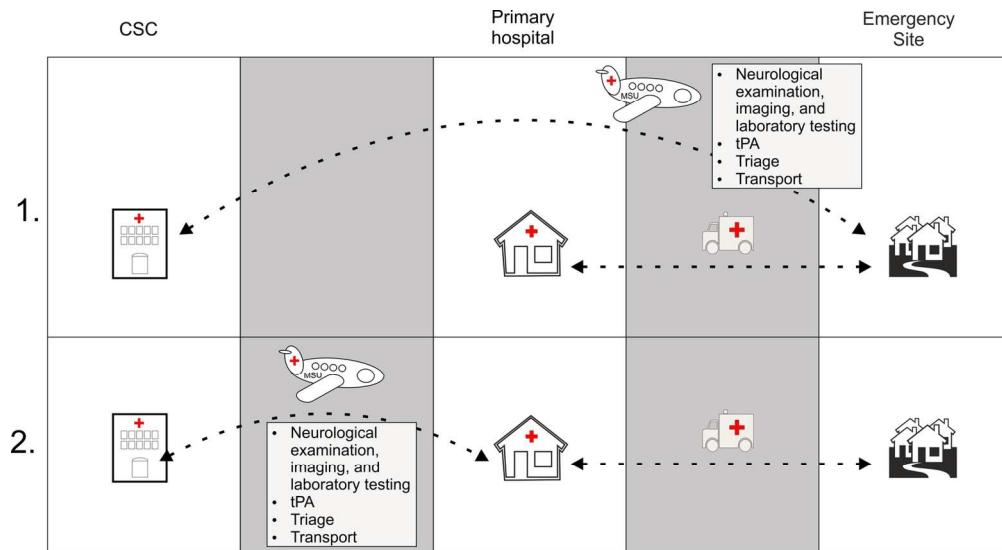 CSC
Primary
hospital
Emergency
Site
1.
MSU
• Neurological
examination,
imaging, and
laboratory testing
• tPA
• Triage
• Transport
2.
MSU
• Neurological
examination,
imaging, and
laboratory testing
• tPA
• Triage
• Transport